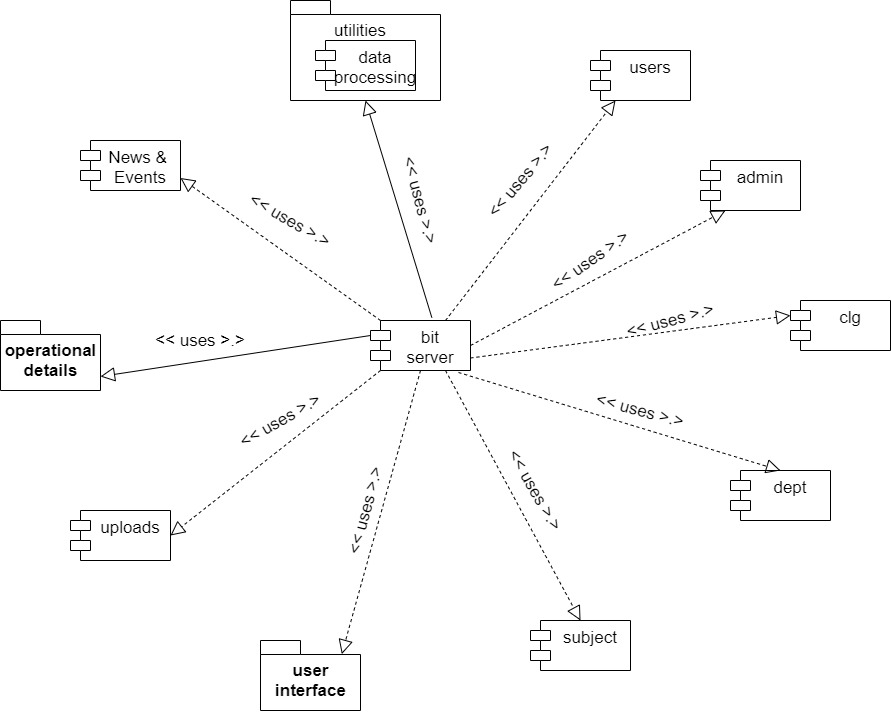 utilities
data
processing
users
News &
Events
<< uses >.>
<< uses >.>
<< uses >.>
admin
<< uses >.>
clg
<< uses >.>
operational
details
<< uses >.>
bit
server
<< uses >.>
<< uses >.>
dept
<< uses >.>
<< uses >.>
uploads
subject
user
interface